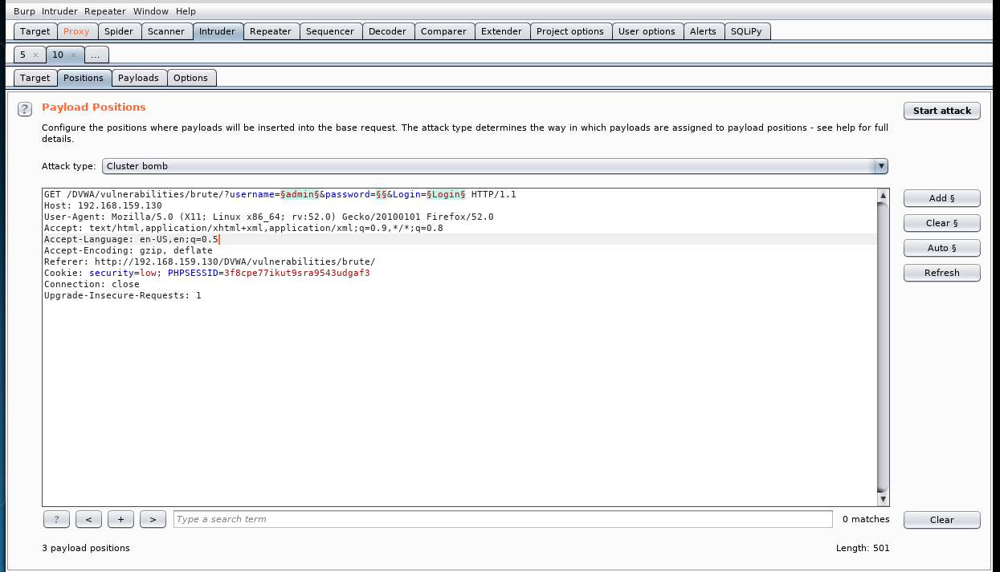 Burp Intruder Repeater Window Help
Target Proxy Spider Scanner Intruder Repeater Sequencer Decoder Comparer Extender Project options User options Alerts SQLiPy
5 × 10 × ...
Target Positions Payloads Options
? Payload Positions
Start attack
Configure the positions where payloads will be inserted into the base request. The attack type determines the way in which payloads are assigned to payload positions - see help for full
details.
Attack type: Cluster bomb
GET /DVWA/vulnerabilities/brute/?username=§admin§&password=§§&Login=§Login§ HTTP/1.1
Host: 192.168.159.130
User-Agent: Mozilla/5.0 (X11; Linux x86_64; rv:52.0) Gecko/20100101 Firefox/52.0
Accept: text/html,application/xhtml+xml,application/xml;q=0.9,*/*;q=0.8
Accept-Language: en-US,en;q=0.5
Accept-Encoding: gzip, deflate
Referer: http://192.168.159.130/DVWA/vulnerabilities/brute/
Cookie: security=low; PHPSESSID=3f8cpe77ikut9sra9543udgaf3
Connection: close
Upgrade-Insecure-Requests: 1
Add §
Clear §
Auto §
Refresh
? < + > Type a search term 0 matches Clear
3 payload positions Length: 501